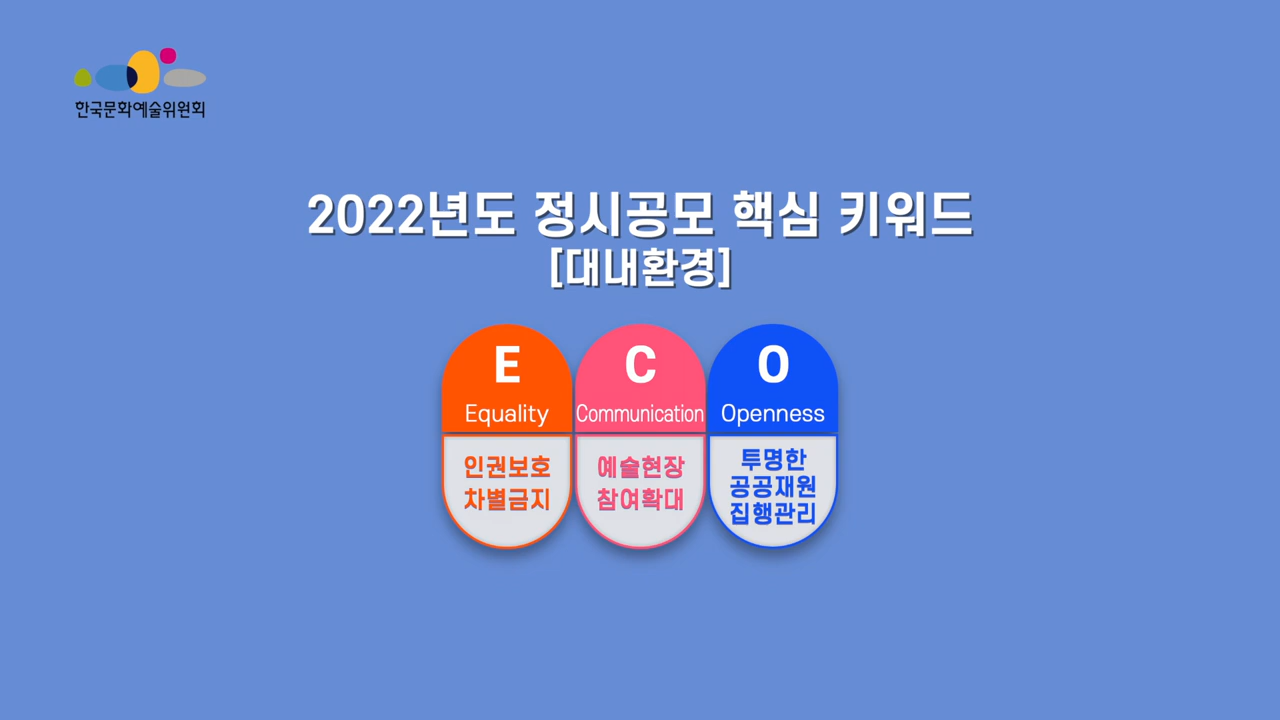 한국문화예술위원회
2022년도 정시공모 핵심 키워드
[대내환경]
E
Equality
인권보호
차별금지
C
Communication
예술현장
참여확대
O
Openness
투명한
공공재원
집행관리